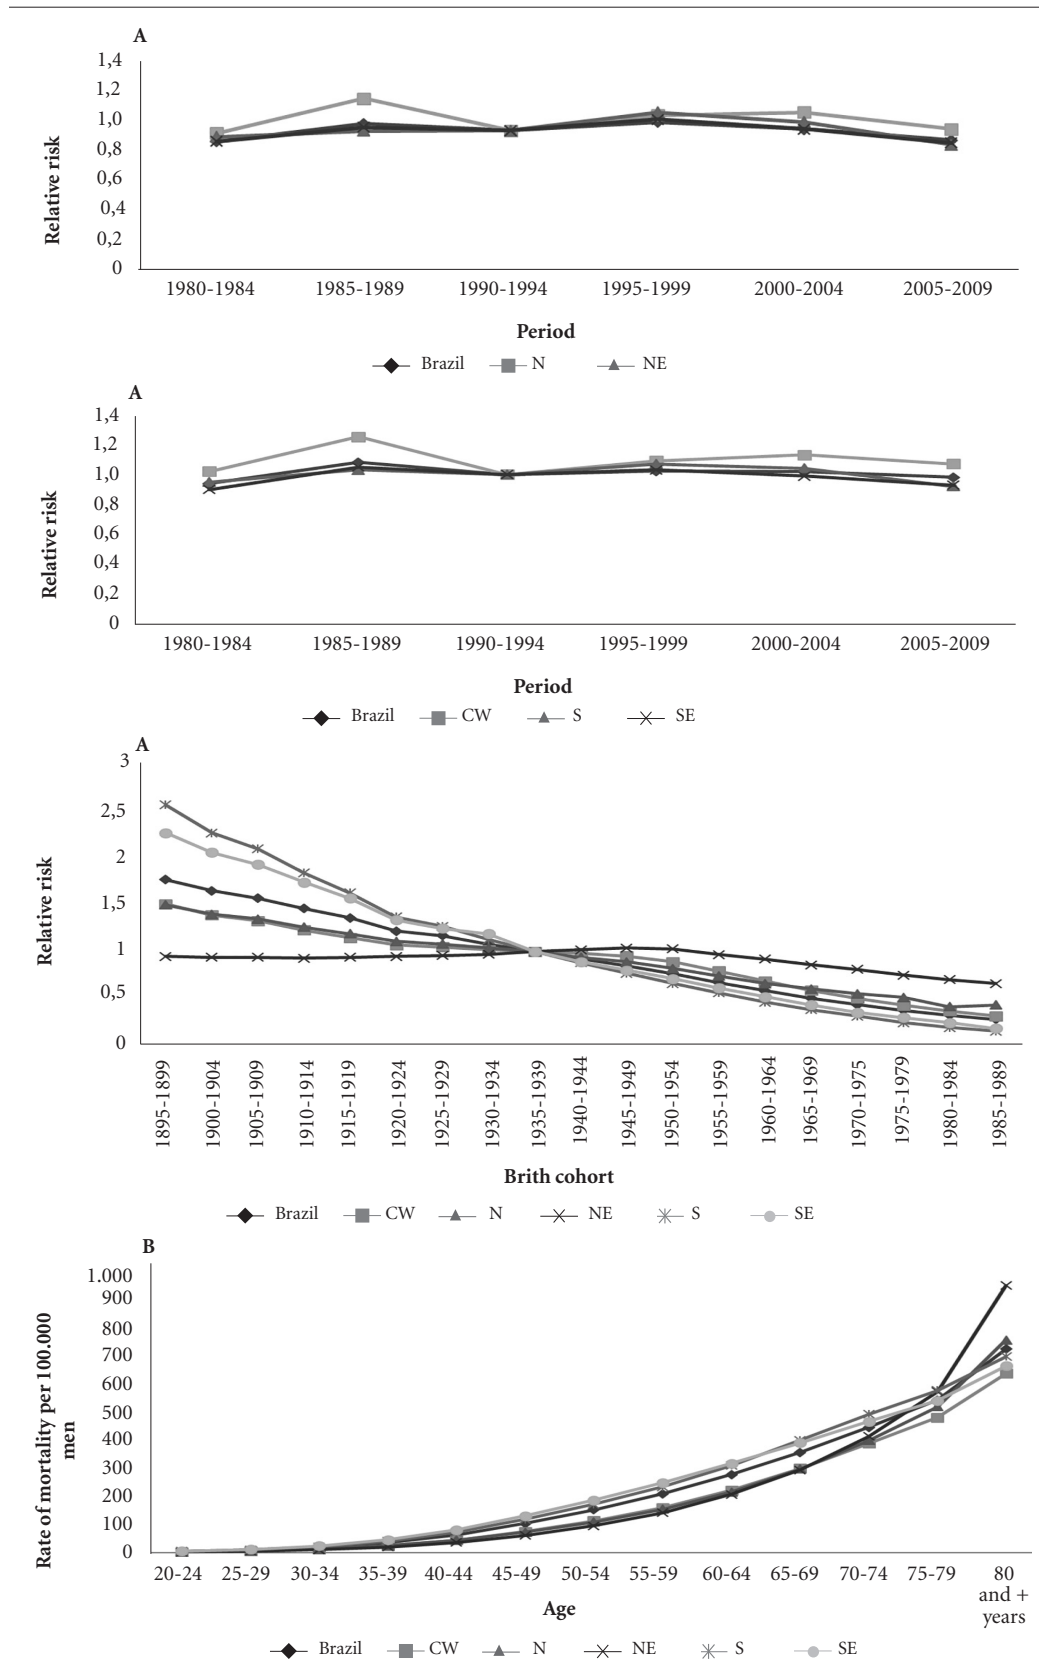 A
1,4
1,2
1,0
0,8
0,6
0,4
0,2
0
Relative risk
1980-1984 1985-1989 1990-1994 1995-1999 2000-2004 2005-2009
Period
Brazil N NE
A
1,4
1,2
1,0
0,8
0,6
0,4
0,2
0
Relative risk
1980-1984 1985-1989 1990-1994 1995-1999 2000-2004 2005-2009
Period
Brazil CW S SE
A
3
2,5
2
1,5
1
0,5
0
Relative risk
1895-1899 1900-1904 1905-1909 1910-1914 1915-1919 1920-1924 1925-1929 1930-1934 1935-1939 1940-1944 1945-1949 1950-1954 1955-1959 1960-1964 1965-1969 1970-1975 1975-1979 1980-1984 1985-1989
Brith cohort
Brazil CW N NE S SE
B
1.000
900
800
700
600
500
400
300
200
100
0
Rate of mortality per 100.000
men
20-24 25-29 30-34 35-39 40-44 45-49 50-54 55-59 60-64 65-69 70-74 75-79 80
and +
years
Age
Brazil CW N NE S SE